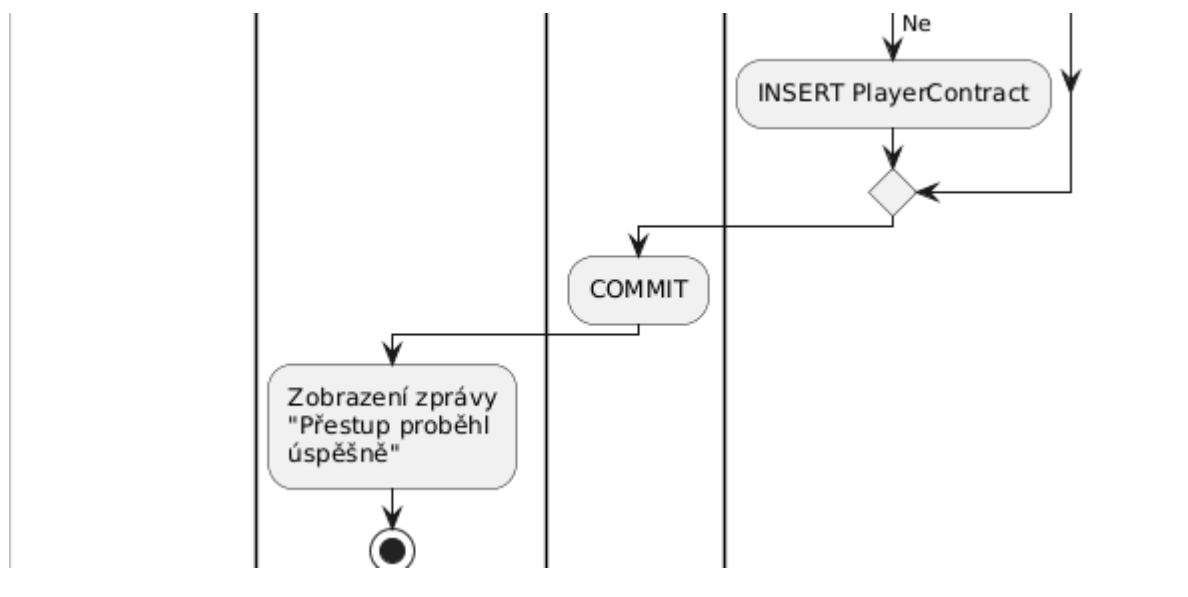 Ne
INSERT PlayerContract
COMMIT
Zobrazení zprávy
"Přestup proběhl
úspěšně"